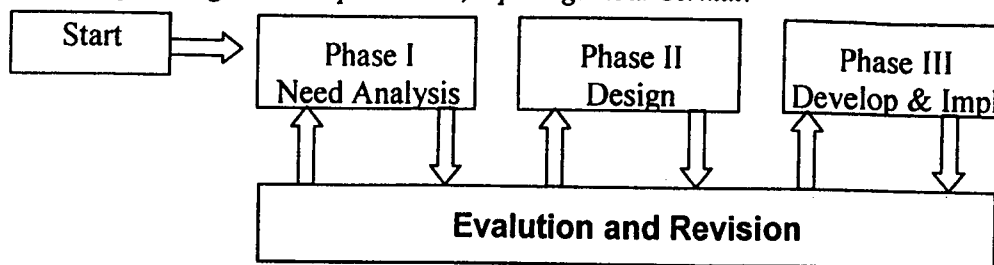 Start
Phase I
Need Analysis
Phase II
Design
Phase III
Develop & Impl
Evalution and Revision